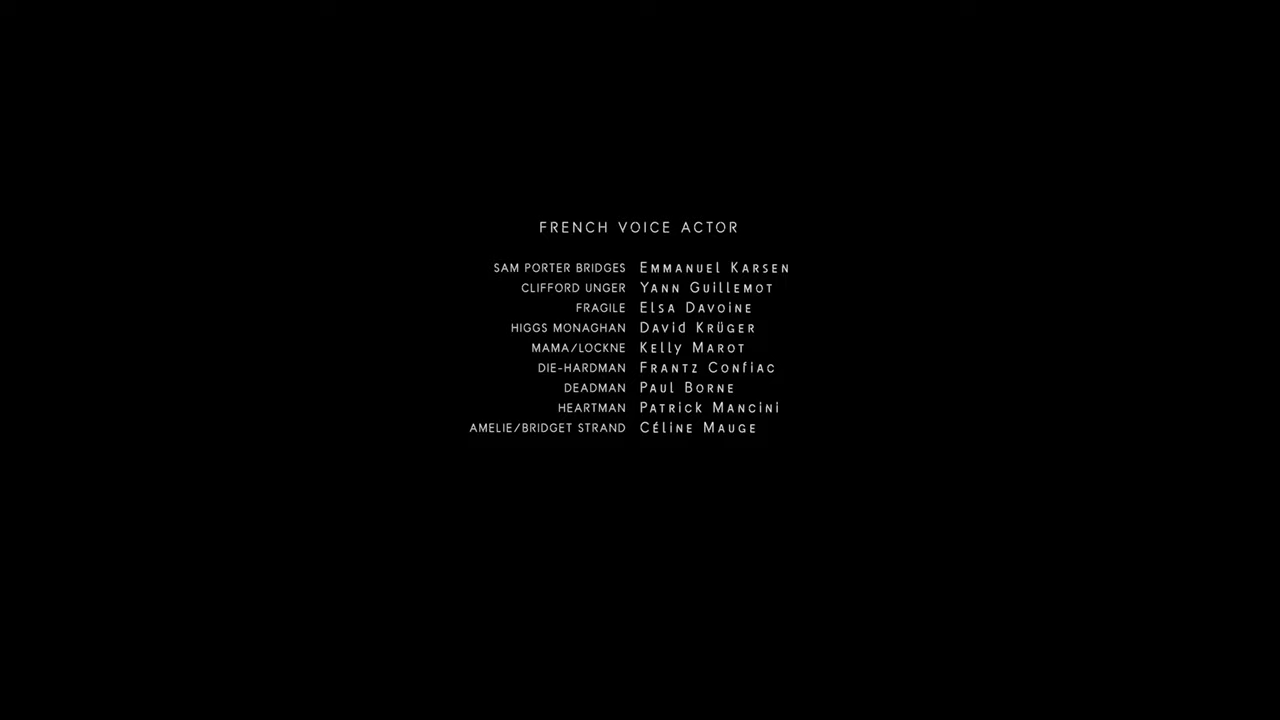 FRENCH VOICE ACTOR
SAM PORTER BRIDGES Emmanuel Karsen
CLIFFORD UNGER Yann Guillemot
FRAGILE Elsa Davoine
HIGGS MONAGHAN David Krüger
MAMA/LOCKNE Kelly Marot
DIE-HARDMAN Frantz Confiac
DEADMAN Paul Borne
HEARTMAN Patrick Mancini
AMELIE/BRIDGET STRAND Céline Mauge